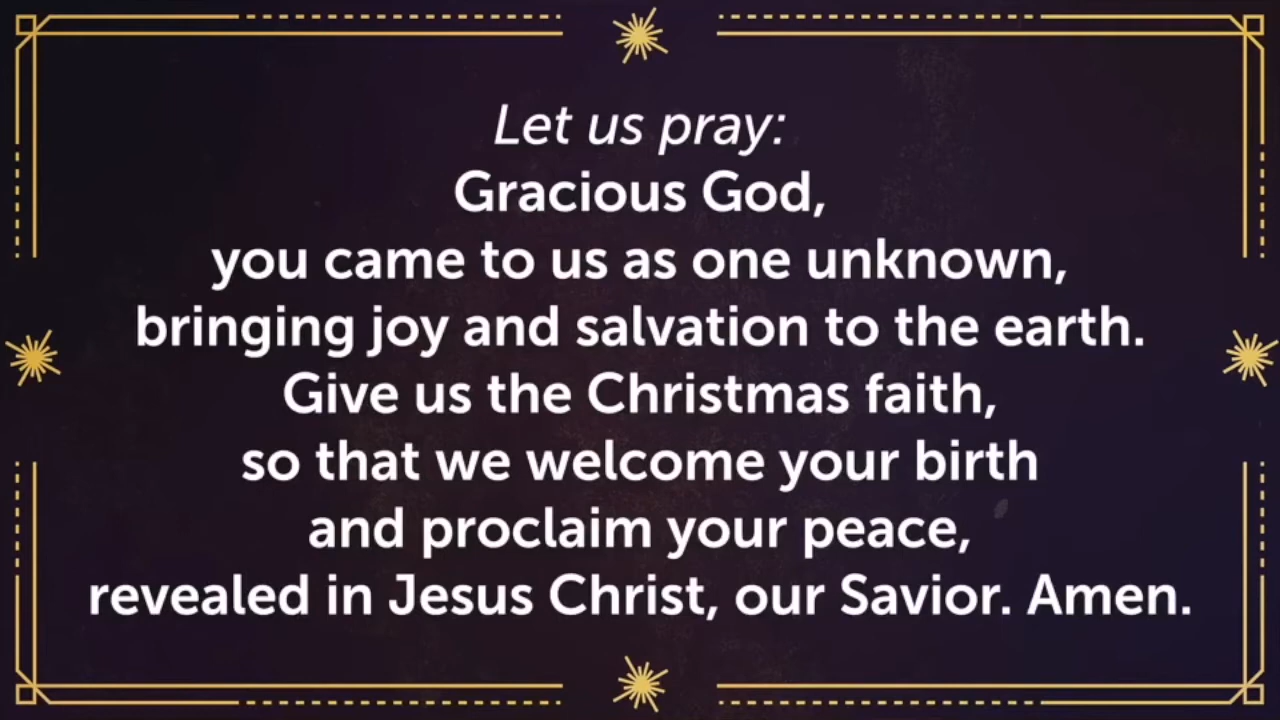 Let us pray:
Gracious God,
you came to us as one unknown,
bringing joy and salvation to the earth.
Give us the Christmas faith,
so that we welcome your birth
and proclaim your peace,
revealed in Jesus Christ, our Savior. Amen.